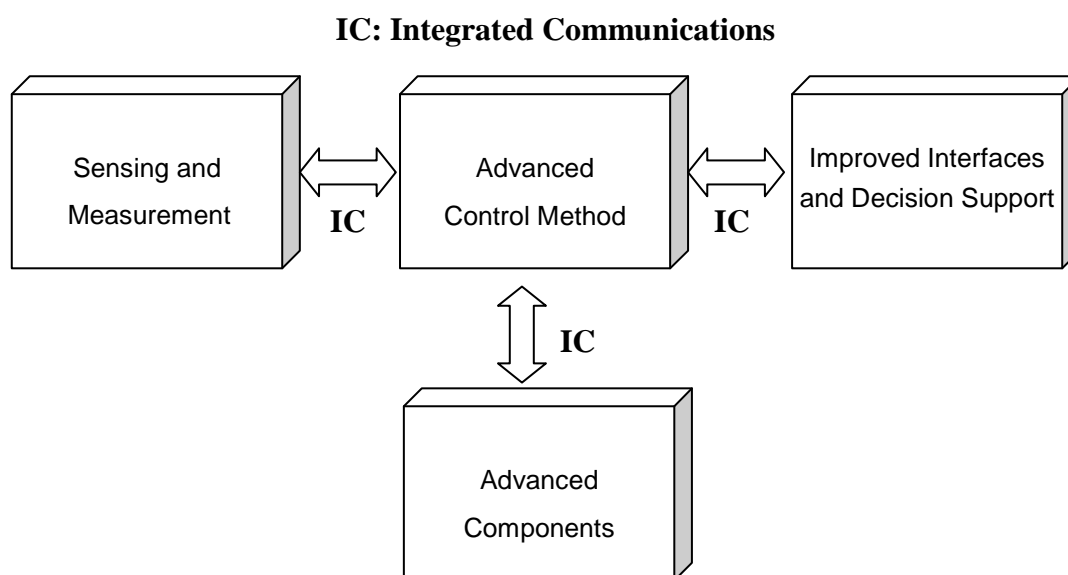 IC: Integrated Communications
Sensing and
Measurement
IC
Advanced
Control Method
IC
Improved Interfaces
and Decision Support
IC
Advanced
Components